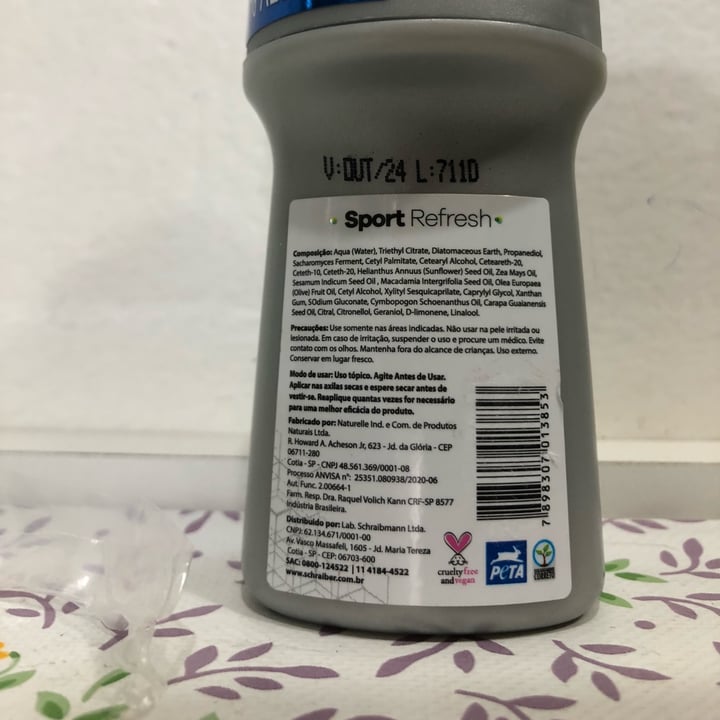 V:OUT/24 L:711D
Sport Refresh
Composição: Aqua (Water), Triethyl Citrate, Diatomaceous Earth, Propanediol,
Sacharomyces Ferment, Cetyl Palmitate, Cetearyl Alcohol, Ceteareth-20,
Ceteth-10, Ceteth-20, Helianthus Annuus (Sunflower) Seed Oil, Zea Mays Oil,
Sesamum Indicum Seed Oil , Macadamia Intergrifolia Seed Oil, Olea Europaea
(Olive) Fruit Oil, Cetyl Alcohol, Xylityl Sesquicaprilate, Caprylyl Glycol, Xanthan
Gum, SOdium Gluconate, Cymbopogon Schoenanthus Oil, Carapa Guaianensis
Seed Oil, Citral, Citronellol, Geraniol, D-limonene, Linalool.
Precauções: Use somente nas áreas indicadas. Não usar na pele irritada ou
lesionada. Em caso de irritação, suspender o uso e procure um médico. Evite
contato com os olhos. Mantenha fora do alcance de crianças. Uso externo.
Conservar em lugar fresco.
Modo de usar: Uso tópico. Agite Antes de Usar.
Aplicar nas axilas secas e espere secar antes de
vestir-se. Reaplique quantas vezes for necessário
para uma melhor eficácia do produto.
Fabricado por: Naturelle Ind. e Com. de Produtos
Naturais Ltda.
R. Howard A. Acheson Jr, 623 - Jd. da Glória - CEP
06711-280
Cotia - SP - CNPJ 48.561.369/0001-08
Processo ANVISA nº: 25351.080938/2020-06
Aut. Func. 2.00664-1
Farm. Resp. Dra. Raquel Volich Kann CRF-SP 8577
Indústria Brasileira.
Distribuido por: Lab. Schraibmann Ltda.
CNPJ: 62.134.671/0001-00
Av. Vasco Massafeli, 1605 - Jd. Maria Tereza
Cotia - SP - CEP: 06703-600
SAC: 0800-124522 | 11 4184-4522
www.schraiber.com.br
7 898307 013853
cruelty free
and vegan
PETA
CORRETO